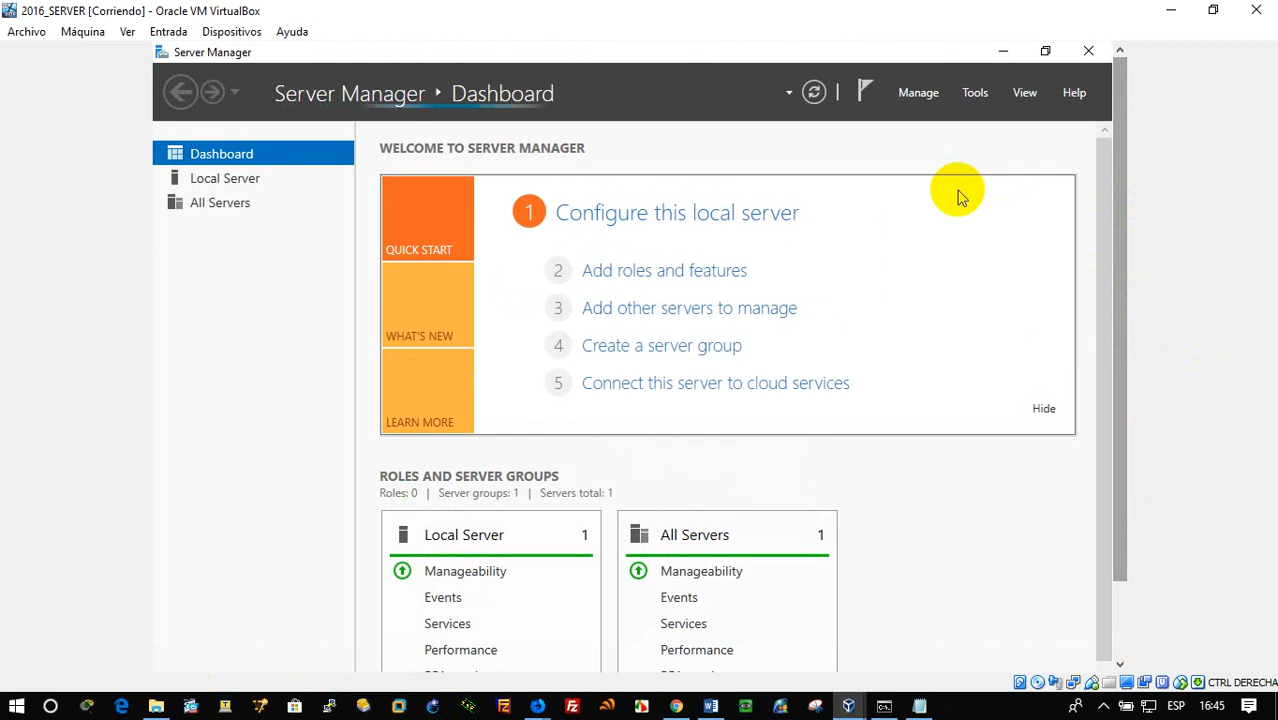 2016_SERVER [Corriendo] - Oracle VM VirtualBox
Archivo Máquina Ver Entrada Dispositivos Ayuda
Server Manager
Server Manager ‣ Dashboard
Manage Tools View Help
Dashboard
Local Server
All Servers
WELCOME TO SERVER MANAGER
QUICK START
WHAT'S NEW
LEARN MORE
1 Configure this local server
2 Add roles and features
3 Add other servers to manage
4 Create a server group
5 Connect this server to cloud services
Hide
ROLES AND SERVER GROUPS
Roles: 0 | Server groups: 1 | Servers total: 1
Local Server 1
Manageability
Events
Services
Performance
All Servers 1
Manageability
Events
Services
Performance
CTRL DERECHA
ESP 16:45